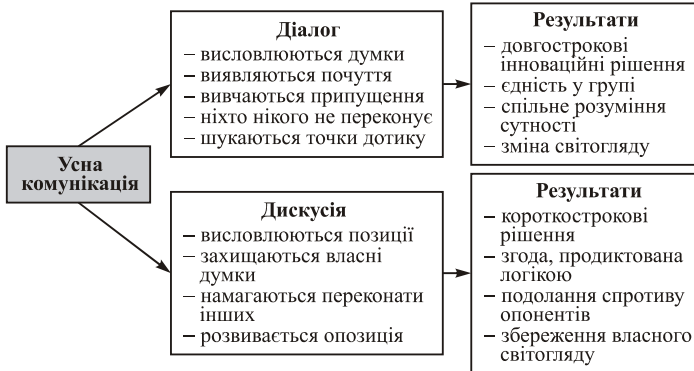 Усна
комунікація
Діалог
– висловлюються думки
– виявляються почуття
– вивчаються припущення
– ніхто нікого не переконує
– шукаються точки дотику
Результати
– довгострокові
інноваційні рішення
– єдність у групі
– спільне розуміння
сутності
– зміна світогляду
Дискусія
– висловлюються позиції
– захищаються власні
думки
– намагаються переконати
інших
– розвивається опозиція
Результати
– короткострокові
рішення
– згода, продиктована
логікою
– подолання спротиву
опонентів
– збереження власного
світогляду